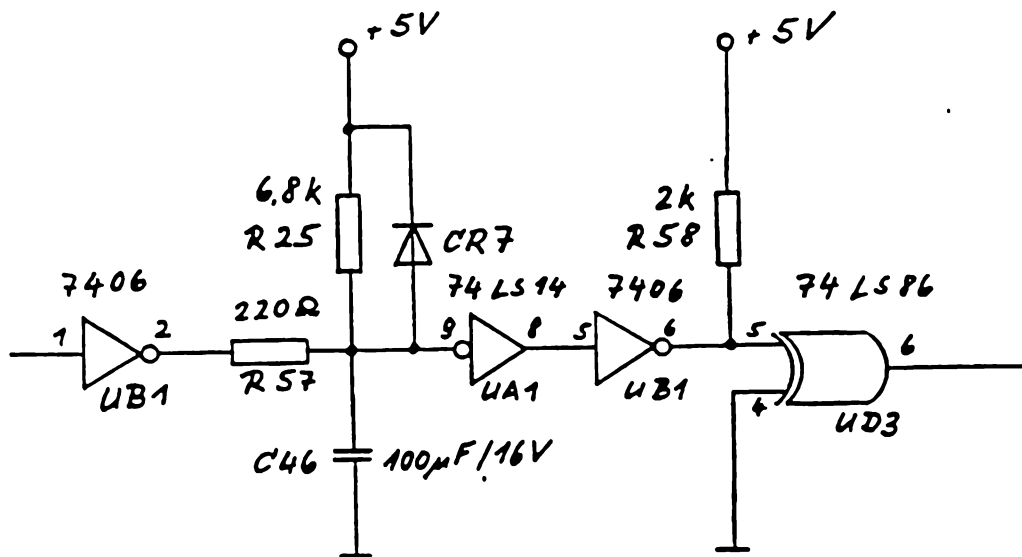 +5V
+5V
6,8k
R25
CR7
2k
R58
7406
220Ω
74LS14
7406
74LS86
1
2
R57
9
8
5
6
5
6
UB1
UA1
UB1
4
UD3
C46
100µF/16V